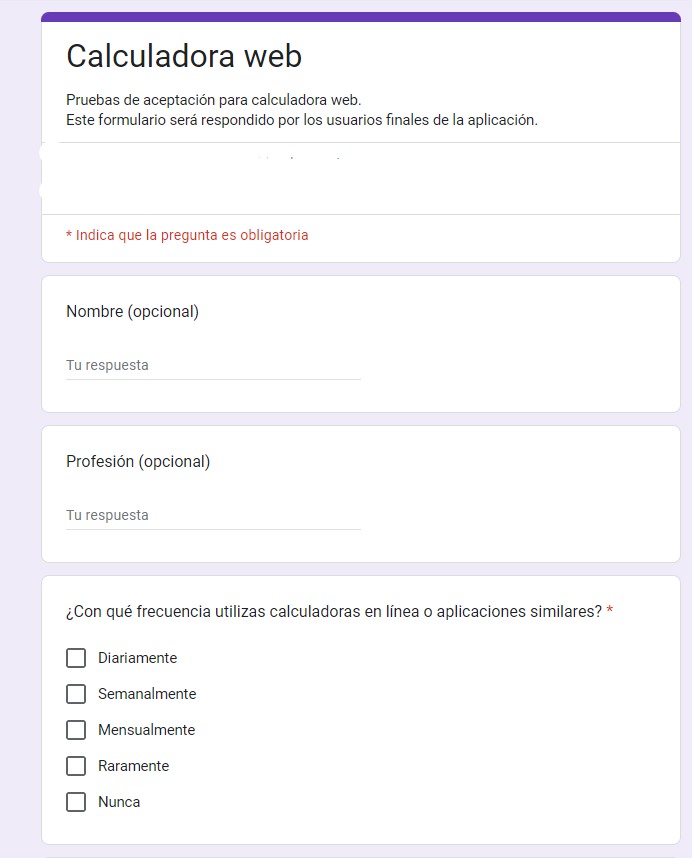 Calculadora web
Pruebas de aceptación para calculadora web.
Este formulario será respondido por los usuarios finales de la aplicación.
* Indica que la pregunta es obligatoria
Nombre (opcional)
Tu respuesta
Profesión (opcional)
Tu respuesta
¿Con qué frecuencia utilizas calculadoras en línea o aplicaciones similares? *
Diariamente
Semanalmente
Mensualmente
Raramente
Nunca